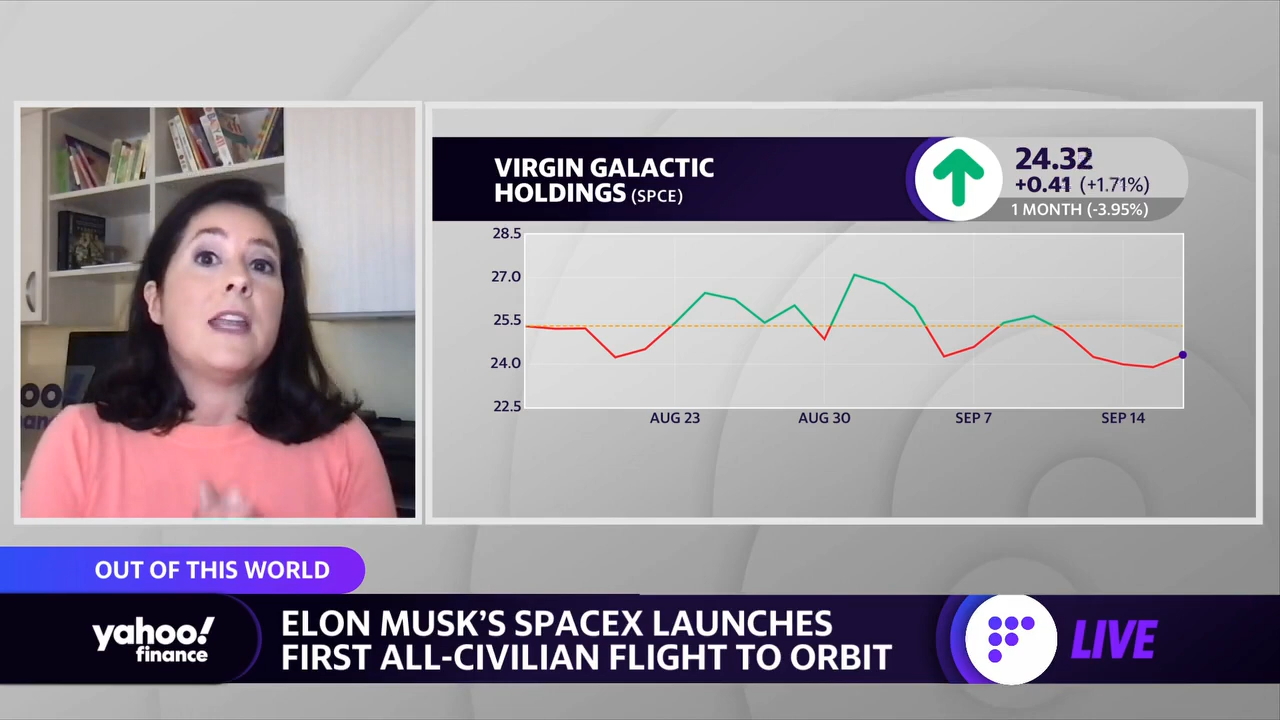 VIRGIN GALACTIC
HOLDINGS (SPCE)
24.32
+0.41 (+1.71%)
1 MONTH (-3.95%)
28.5
27.0
25.5
24.0
22.5
AUG 23
AUG 30
SEP 7
SEP 14
OUT OF THIS WORLD
yahoo!
finance
ELON MUSK'S SPACEX LAUNCHES
FIRST ALL-CIVILIAN FLIGHT TO ORBIT
LIVE